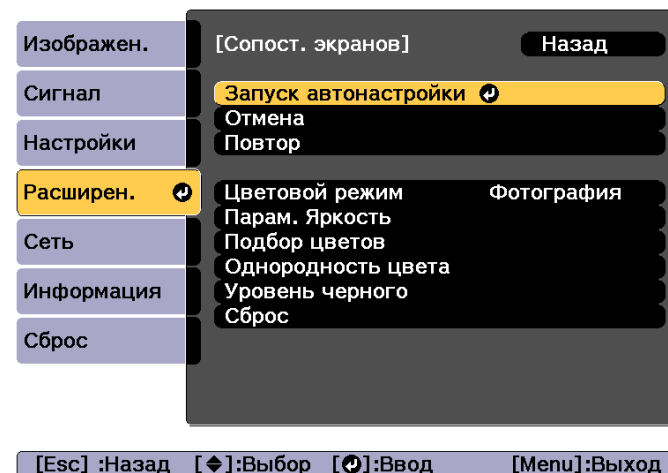 Изображен.
Сигнал
Настройки
Расширен.
Сеть
Информация
Сброс
[Сопост. экранов] Назад
Запуск автонастройки
Отмена
Повтор
Цветовой режим Фотография
Парам. Яркость
Подбор цветов
Однородность цвета
Уровень черного
Сброс
[Esc] :Назад [◆]:Выбор [⏎]:Ввод [Menu]:Выход